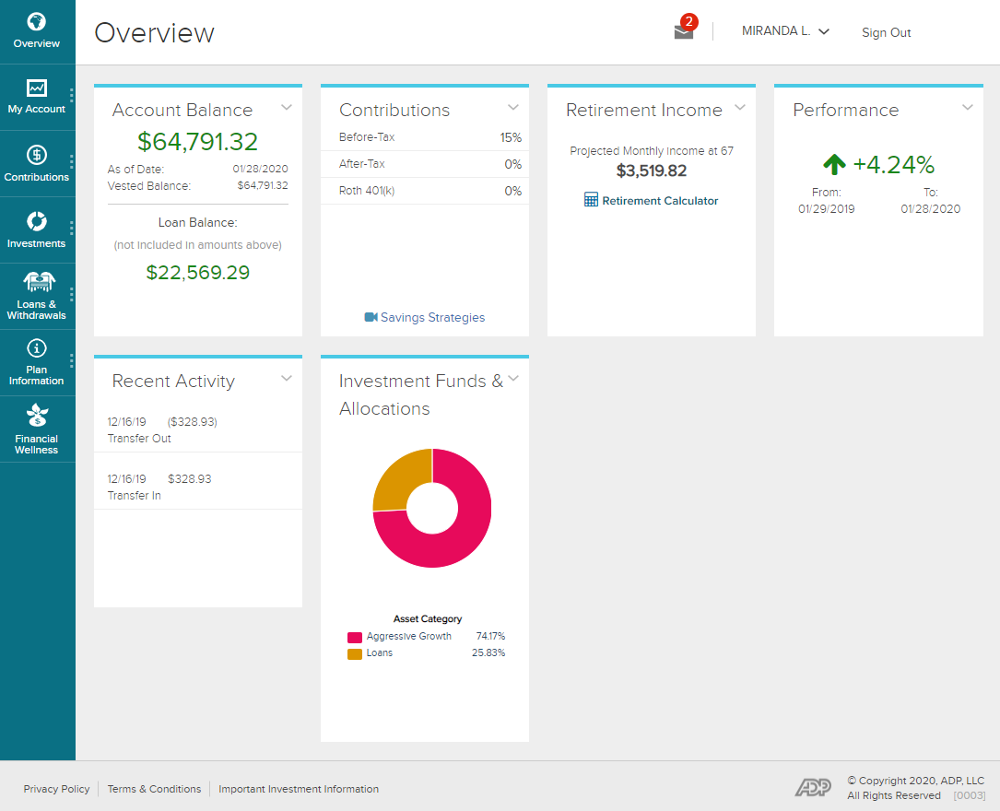 Overview
My Account
Contributions
Investments
Loans &
Withdrawals
Plan
Information
Financial
Wellness
Overview
2
MIRANDA L.
Sign Out
Account Balance
$64,791.32
As of Date: 01/28/2020
Vested Balance: $64,791.32
Loan Balance:
(not included in amounts above)
$22,569.29
Contributions
Before-Tax 15%
After-Tax 0%
Roth 401(k) 0%
Savings Strategies
Retirement Income
Projected Monthly Income at 67
$3,519.82
Retirement Calculator
Performance
+4.24%
From: To:
01/29/2019 01/28/2020
Recent Activity
12/16/19 ($328.93)
Transfer Out
12/16/19 $328.93
Transfer In
Investment Funds &
Allocations
Asset Category
Aggressive Growth 74.17%
Loans 25.83%
Privacy Policy
Terms & Conditions
Important Investment Information
ADP
© Copyright 2020, ADP, LLC
All Rights Reserved [0003]